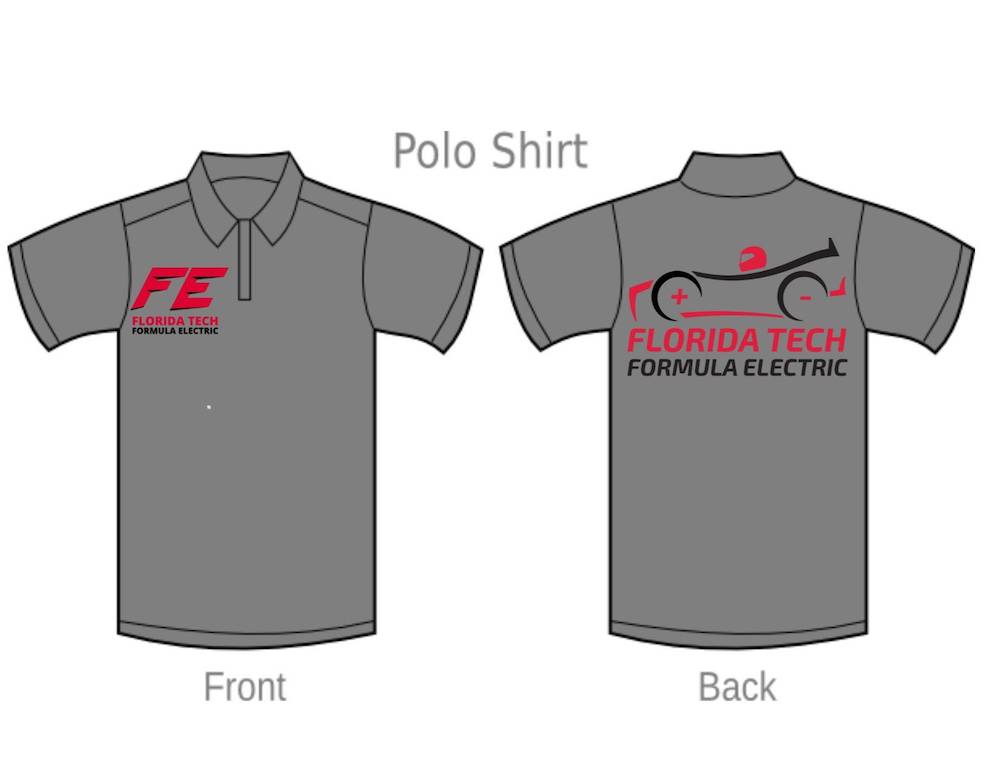 Polo Shirt
FE
FLORIDA TECH
FORMULA ELECTRIC
+ -
FLORIDA TECH
FORMULA ELECTRIC
Front
Back